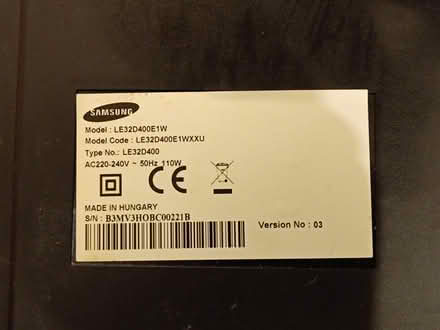 SAMSUNG
Model : LE32D400E1W
Model Code : LE32D400E1WXXU
Type No.: LE32D400
AC220-240V ~ 50Hz 110W
CE
MADE IN HUNGARY
S/N : B3MV3HOBC00221B
Version No : 03